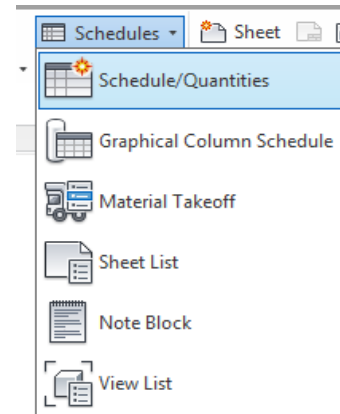 Schedules Sheet
Schedule/Quantities
Graphical Column Schedule
Material Takeoff
Sheet List
Note Block
View List